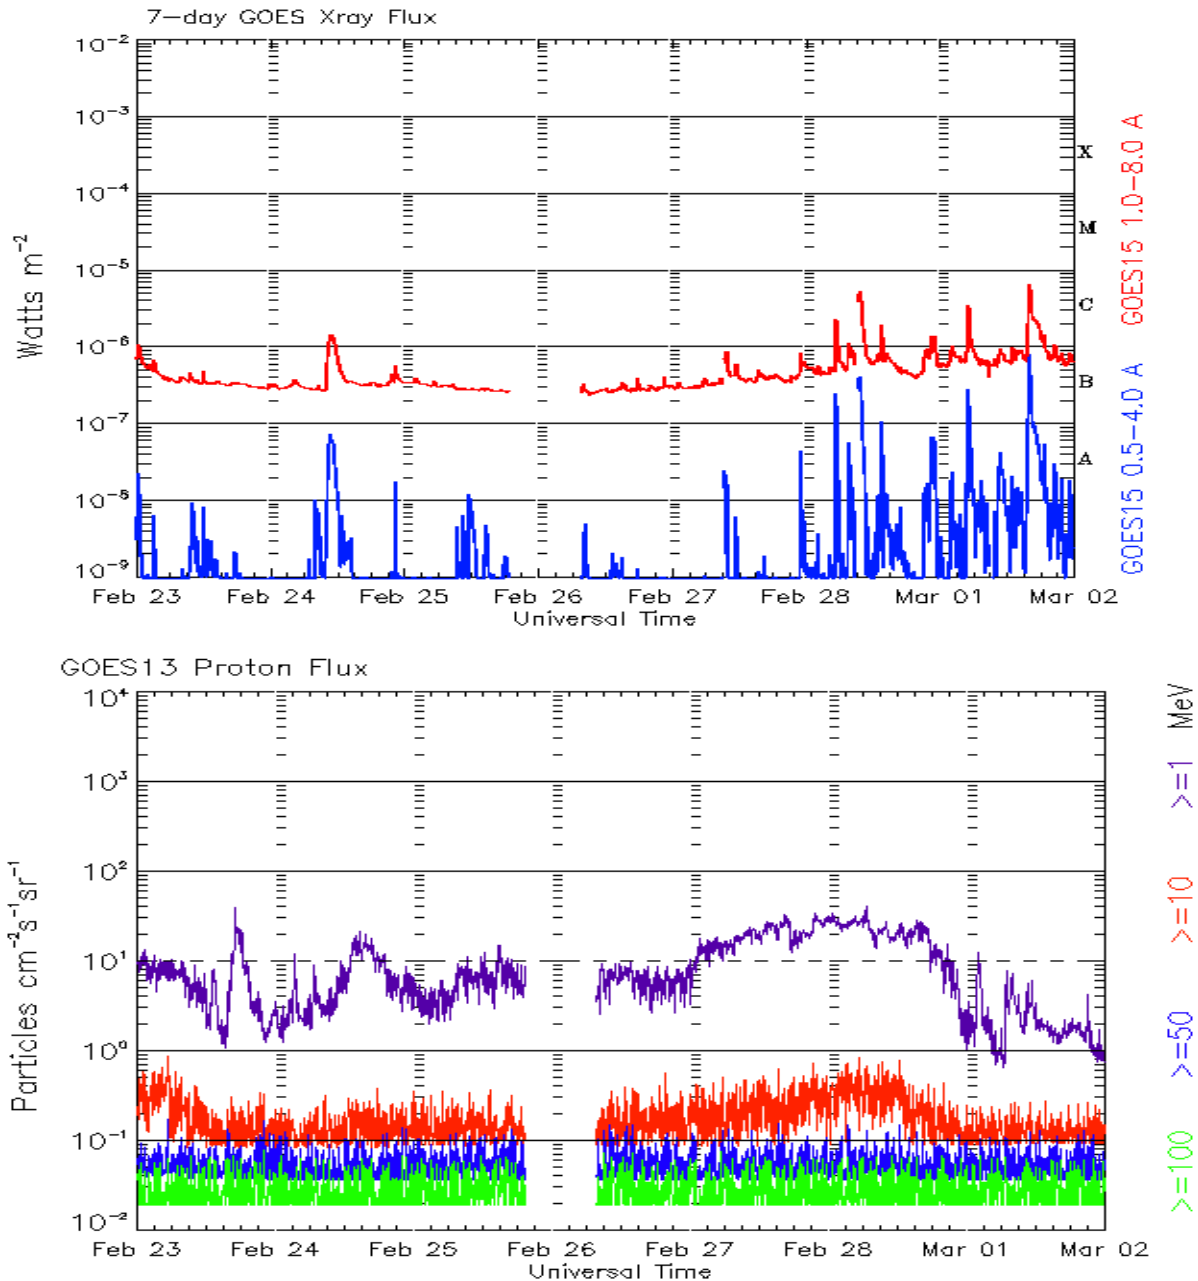 7-day GOES Xray Flux
10⁻²
10⁻³
10⁻⁴
10⁻⁵
10⁻⁶
10⁻⁷
10⁻⁸
10⁻⁹
Watts m⁻²
X
M
C
B
A
GOES15 1.0-8.0 A
GOES15 0.5-4.0 A
Feb 23 Feb 24 Feb 25 Feb 26 Feb 27 Feb 28 Mar 01 Mar 02
Universal Time
GOES13 Proton Flux
10⁴
10³
10²
10¹
10⁰
10⁻¹
10⁻²
Particles cm⁻²s⁻¹sr⁻¹
>=1 MeV
>=10
>=50
>=100
Feb 23 Feb 24 Feb 25 Feb 26 Feb 27 Feb 28 Mar 01 Mar 02
Universal Time